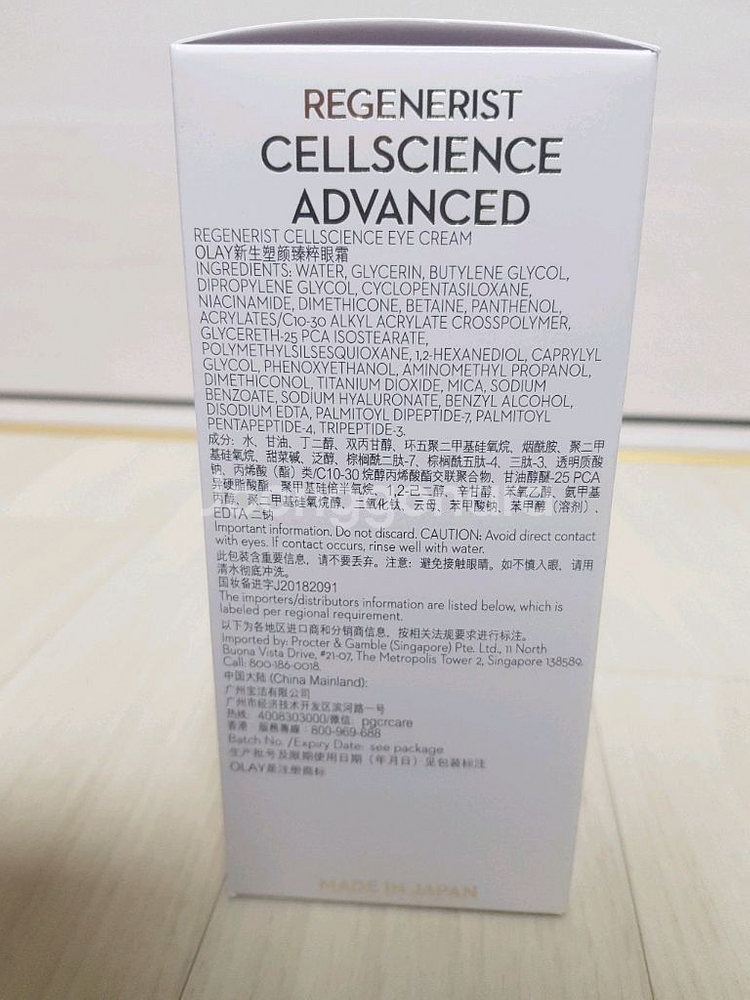 REGENERIST
CELLSCIENCE
ADVANCED
REGENERIST CELLSCIENCE EYE CREAM
OLAY新生塑颜臻粹眼霜
INGREDIENTS: WATER, GLYCERIN, BUTYLENE GLYCOL,
DIPROPYLENE GLYCOL, CYCLOPENTASILOXANE,
NIACINAMIDE, DIMETHICONE, BETAINE, PANTHENOL,
ACRYLATES/C10-30 ALKYL ACRYLATE CROSSPOLYMER,
GLYCERETH-25 PCA ISOSTEARATE,
POLYMETHYLSILSESQUIOXANE, 1,2-HEXANEDIOL, CAPRYLYL
GLYCOL, PHENOXYETHANOL, AMINOMETHYL PROPANOL,
DIMETHICONOL, TITANIUM DIOXIDE, MICA, SODIUM
BENZOATE, SODIUM HYALURONATE, BENZYL ALCOHOL,
DISODIUM EDTA, PALMITOYL DIPEPTIDE-7, PALMITOYL
PENTAPEPTIDE-4, TRIPEPTIDE-3.
成分：水、甘油、丁二醇、双丙甘醇、环五聚二甲基硅氧烷、烟酰胺、聚二甲
基硅氧烷、甜菜碱、泛醇、棕榈酰二肽-7、棕榈酰五肽-4、三肽-3、透明质酸
钠、丙烯酸（酯）类/C10-30 烷醇丙烯酸酯交联聚合物、甘油醇醚-25 PCA
异硬脂酸酯、聚甲基硅倍半氧烷、1,2-己二醇、辛甘醇、苯氧乙醇、氨甲基
丙醇、聚二甲基硅氧烷醇、二氧化钛、云母、苯甲酸钠、苯甲醇（溶剂）、
EDTA 二钠
Important information. Do not discard. CAUTION: Avoid direct contact
with eyes. If contact occurs, rinse well with water.
此包装含重要信息，请不要丢弃。注意：避免接触眼睛。如不慎入眼，请用
清水彻底冲洗。
国妆备进字J20182091
The importers/distributors information are listed below, which is
labeled per regional requirement.
以下为各地区进口商和分销商信息，按相关法规要求进行标注。
Imported by: Procter & Gamble (Singapore) Pte. Ltd., 11 North
Buona Vista Drive, #21-07, The Metropolis Tower 2, Singapore 138589.
Call: 800-186-0018.
中国大陆 (China Mainland):
广州宝洁有限公司
广州市经济技术开发区滨河路一号
热线: 4008303000/微信: pgcrcare
香港: 服務專線: 800-969-688
Batch No. /Expiry Date: see package
生产批号及限期使用日期（年月日）见包装标注
OLAY是注册商标
MADE IN JAPAN